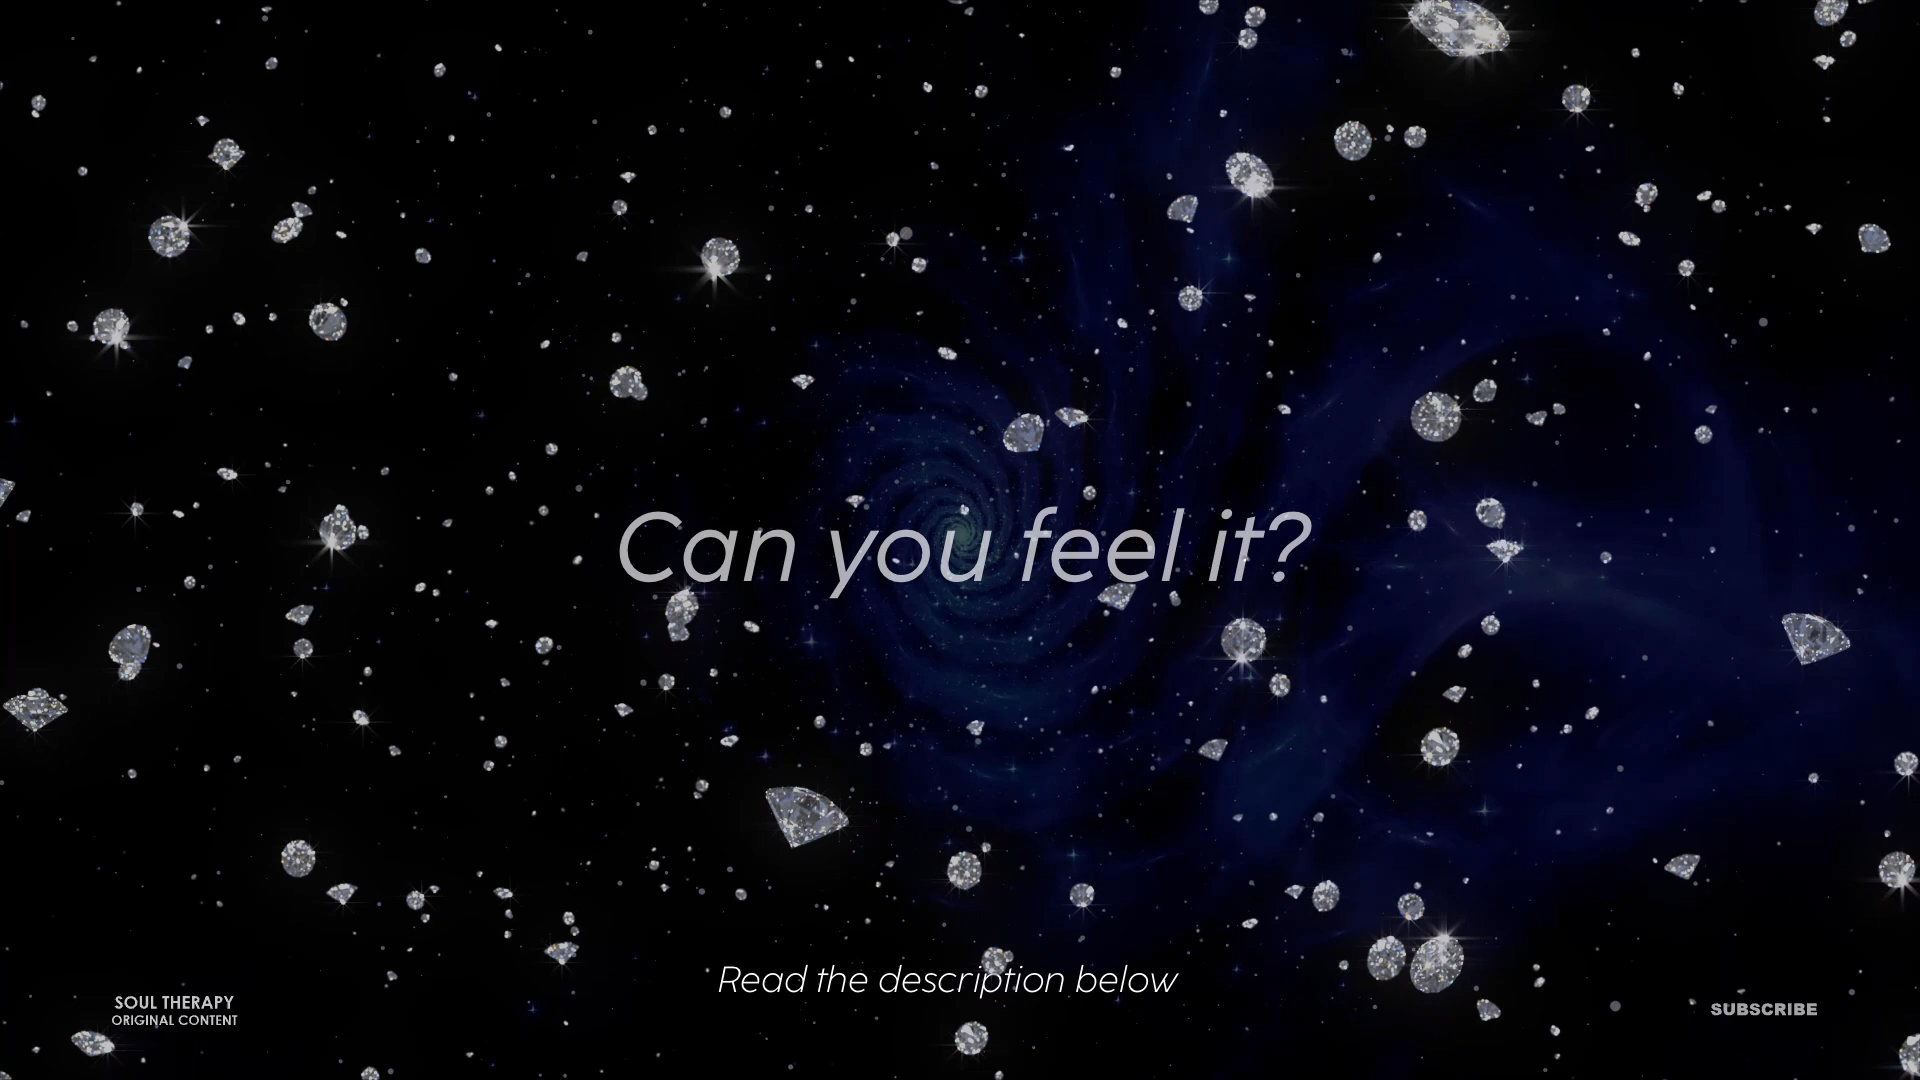 Can you feel it?
Read the description below
SOUL THERAPY
ORIGINAL CONTENT
SUBSCRIBE